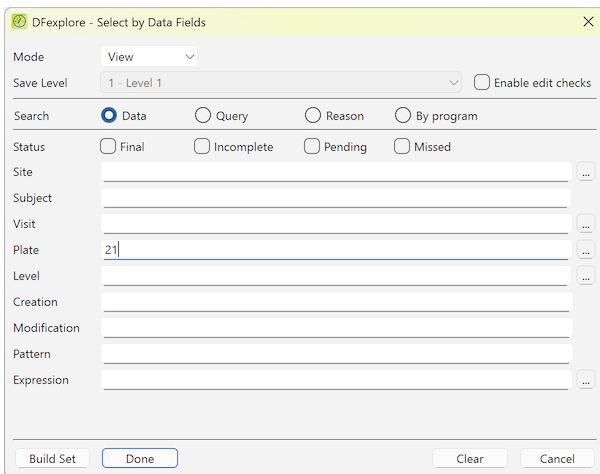 DFexplore - Select by Data Fields
Mode View
Save Level 1 - Level 1 Enable edit checks
Search Data Query Reason By program
Status Final Incomplete Pending Missed
Site ...
Subject
Visit ...
Plate 21 ...
Level ...
Creation
Modification
Pattern
Expression ...
Build Set Done Clear Cancel